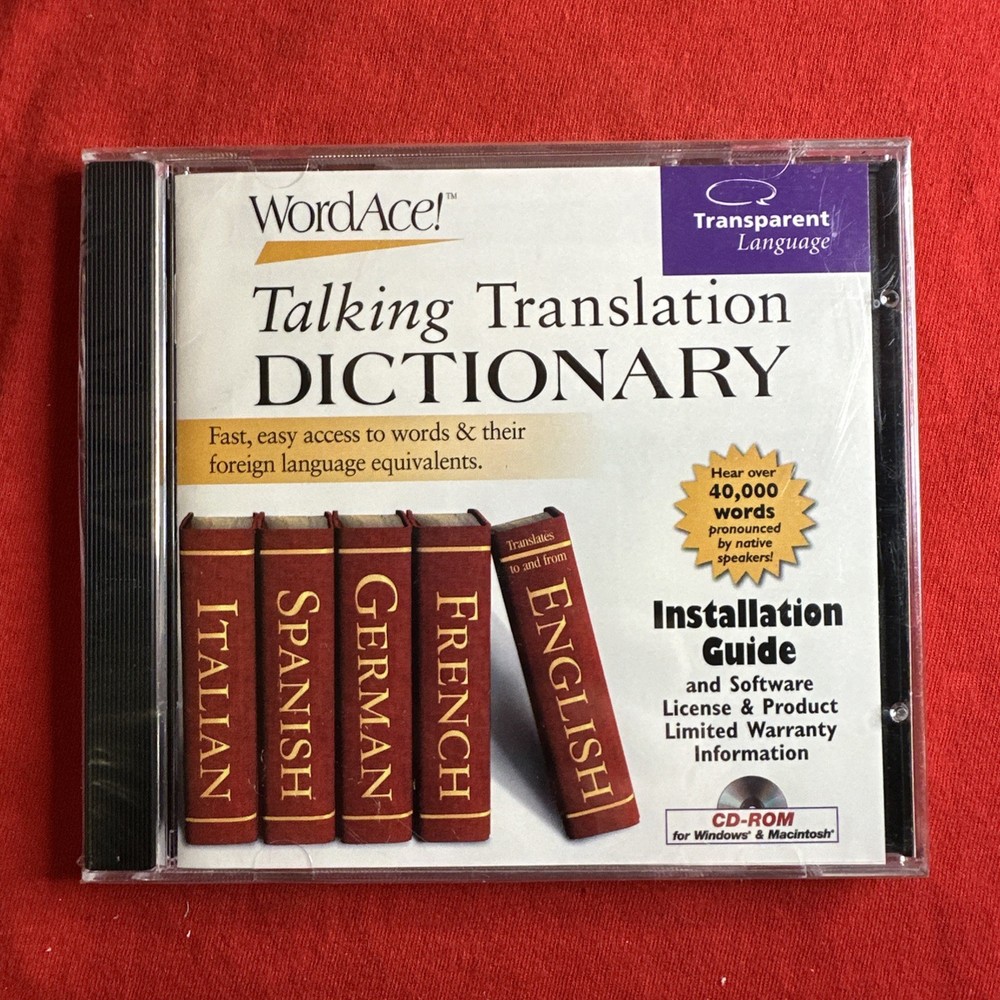 WordAce!™
Transparent
Language®
Talking Translation
DICTIONARY
Fast, easy access to words & their
foreign language equivalents.
Hear over
40,000
words
pronounced
by native
speakers!
ITALIAN
SPANISH
GERMAN
FRENCH
Translates
to and from
ENGLISH
Installation
Guide
and Software
License & Product
Limited Warranty
Information
CD-ROM
for Windows® & Macintosh®